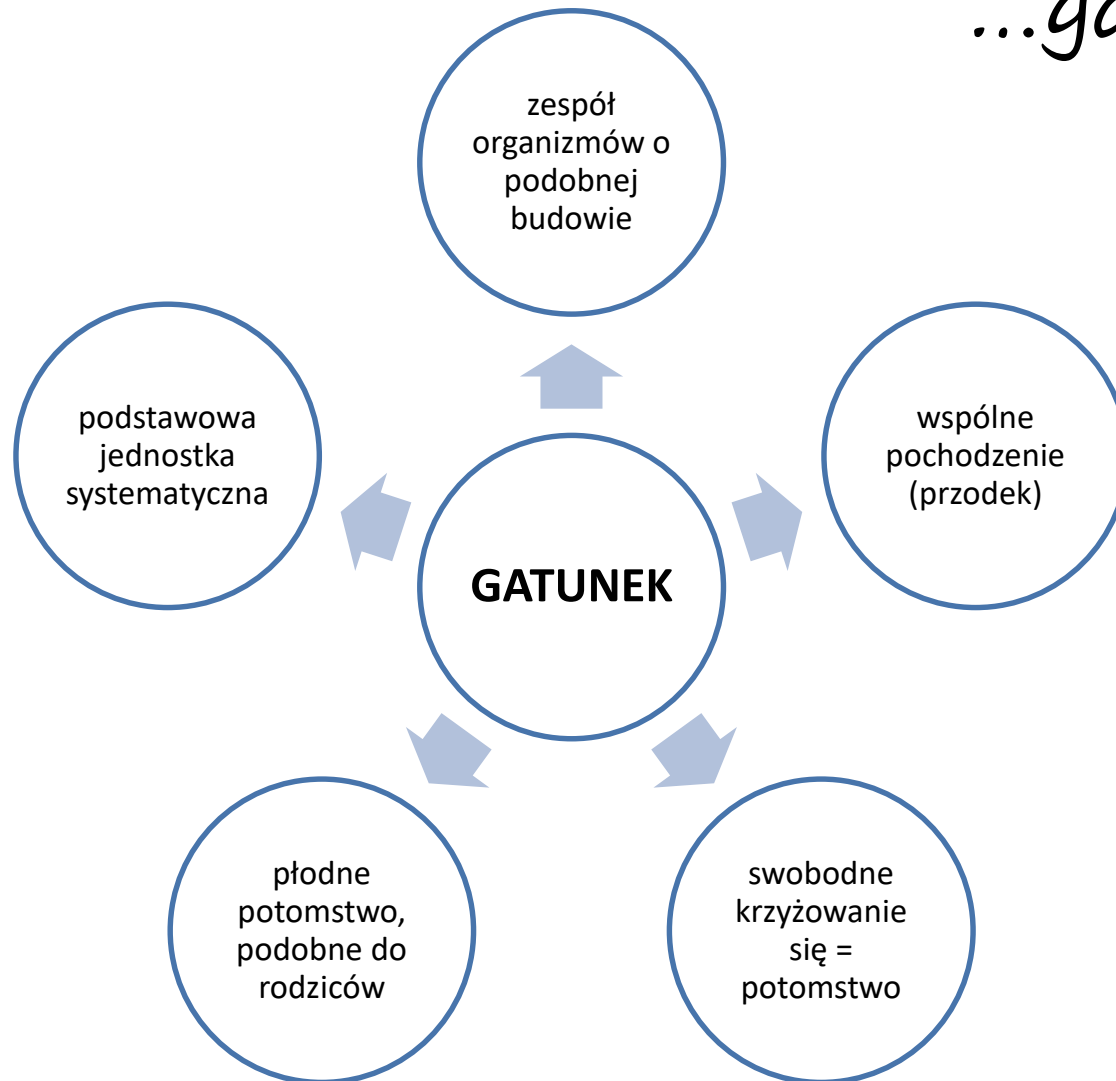 zespół
organizmów o
podobnej
budowie
podstawowa
jednostka
systematyczna
wspólne
pochodzenie
(przodek)
GATUNEK
płodne
potomstwo,
podobne do
rodziców
swobodne
krzyżowanie
się =
potomstwo